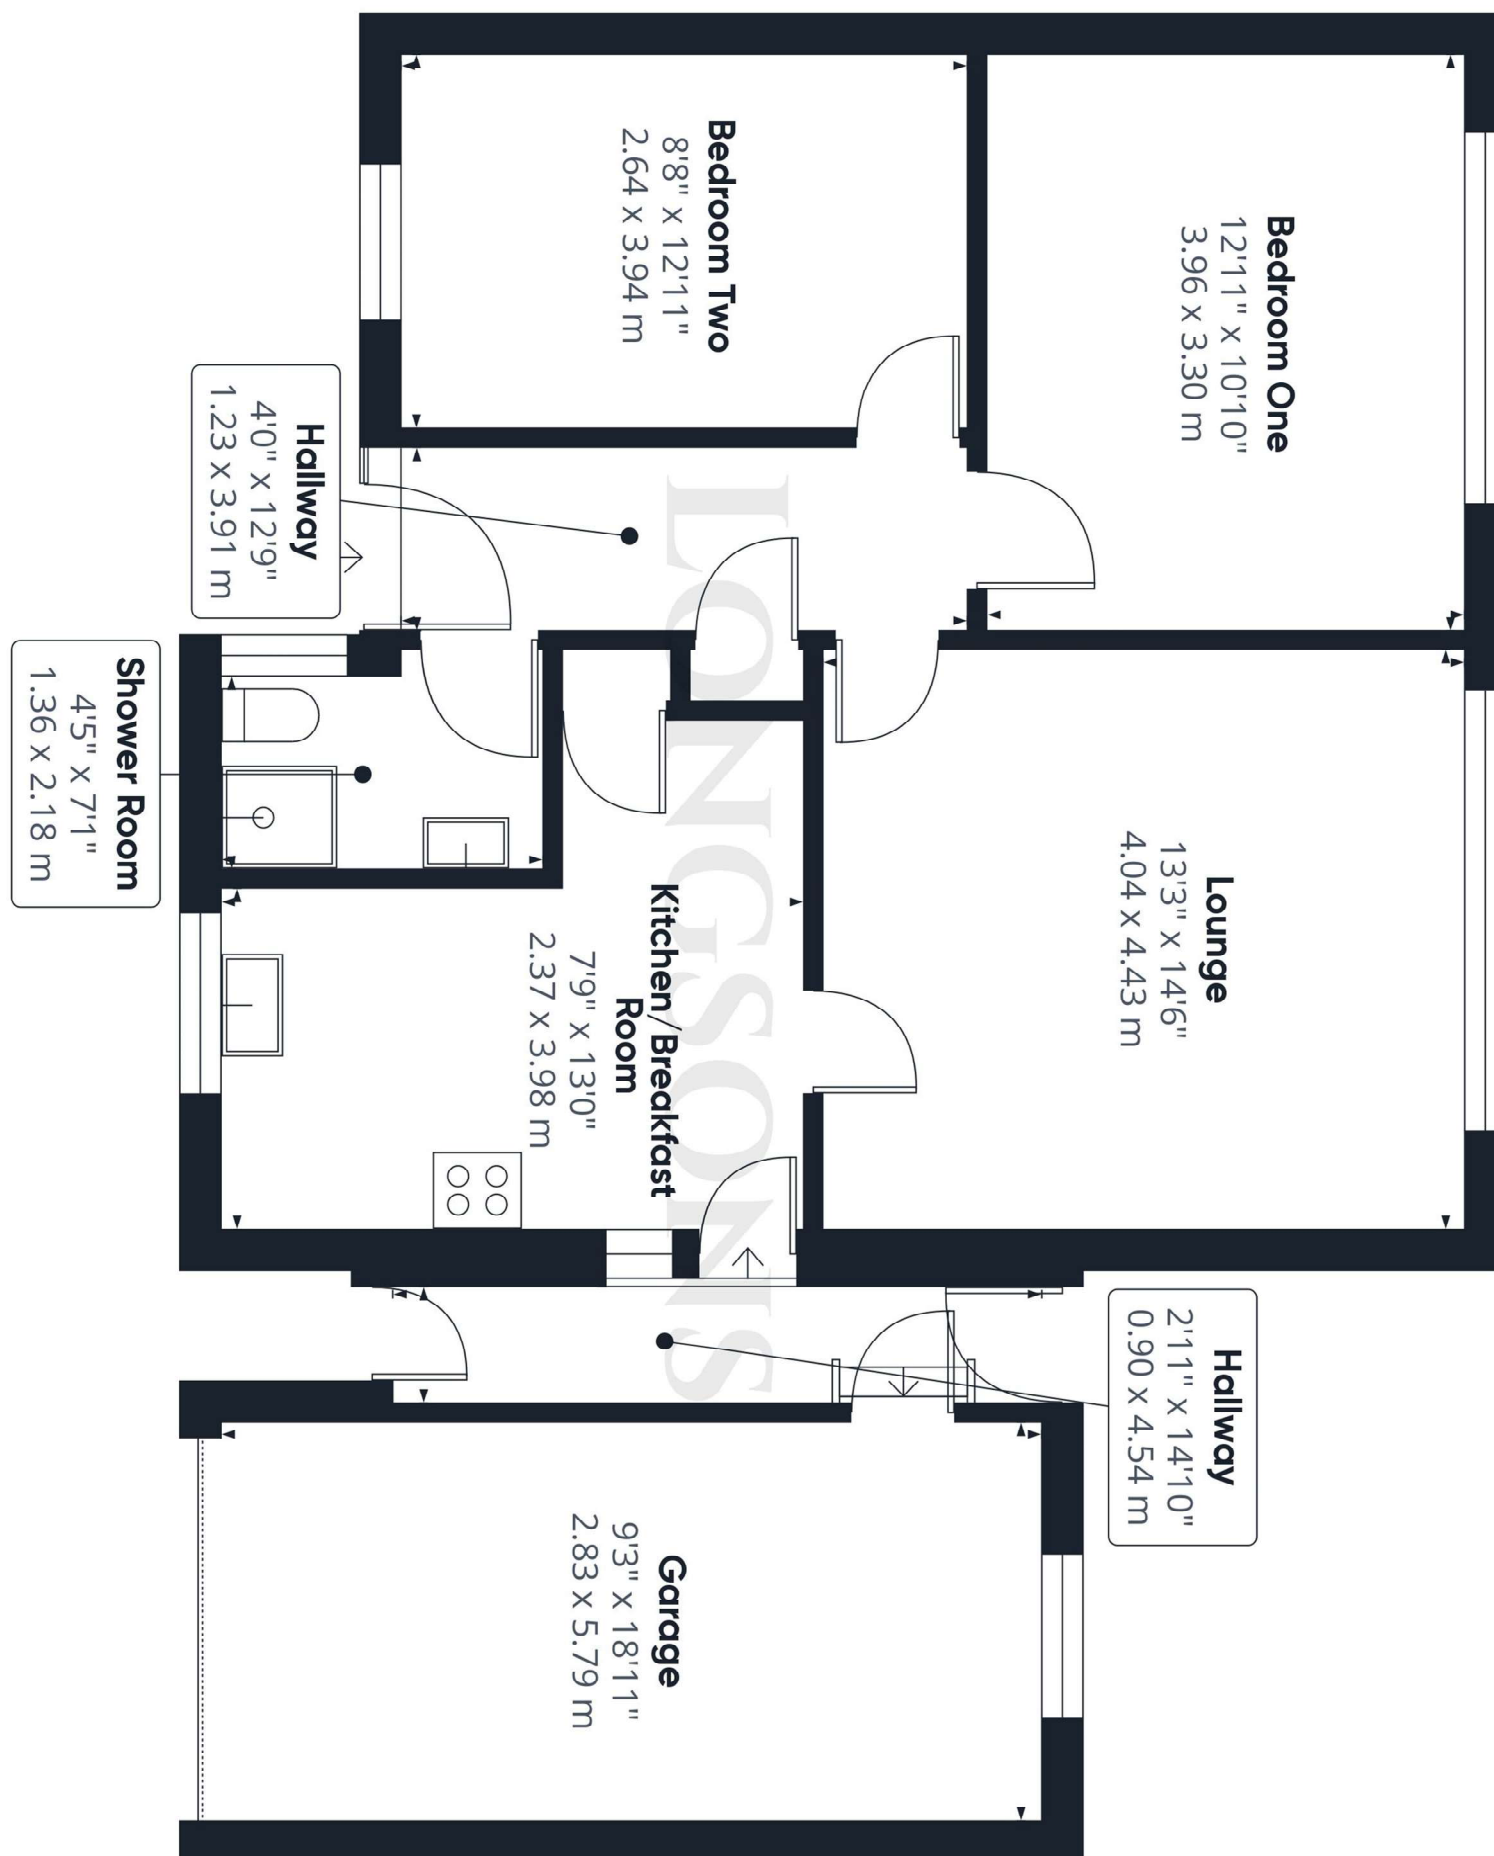 Bedroom One
12'11" x 10'10"
3.96 x 3.30 m
Lounge
13'3" x 14'6"
4.04 x 4.43 m
Hallway
2'11" x 14'10"
0.90 x 4.54 m
Bedroom Two
8'8" x 12'11"
2.64 x 3.94 m
LONGSONS
Kitchen/Breakfast
Room
7'9" x 13'0"
2.37 x 3.98 m
Garage
9'3" x 18'11"
2.83 x 5.79 m
Hallway
4'0" x 12'9"
1.23 x 3.91 m
Shower Room
4'5" x 7'1"
1.36 x 2.18 m